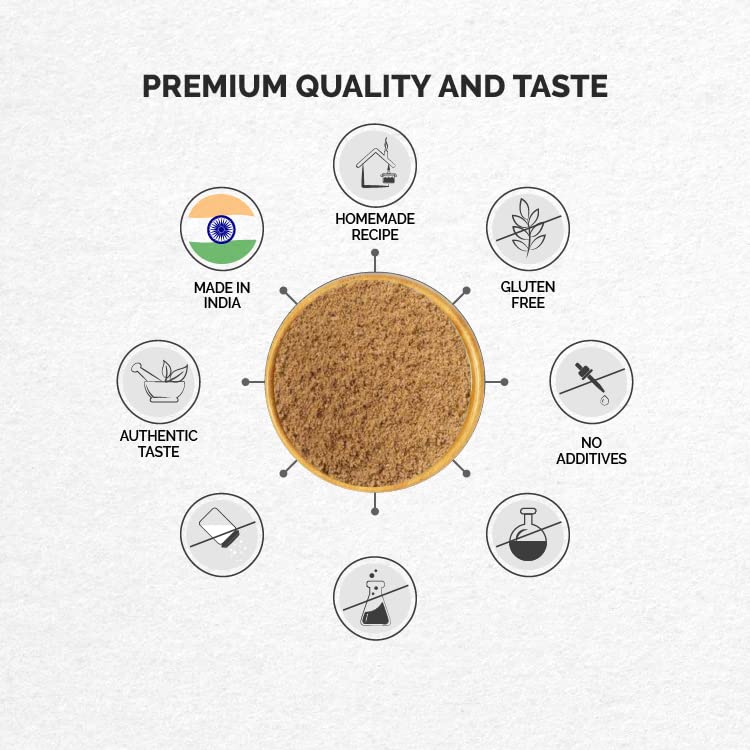 PREMIUM QUALITY AND TASTE
HOMEMADE
RECIPE
MADE IN
INDIA
GLUTEN
FREE
AUTHENTIC
TASTE
NO
ADDITIVES